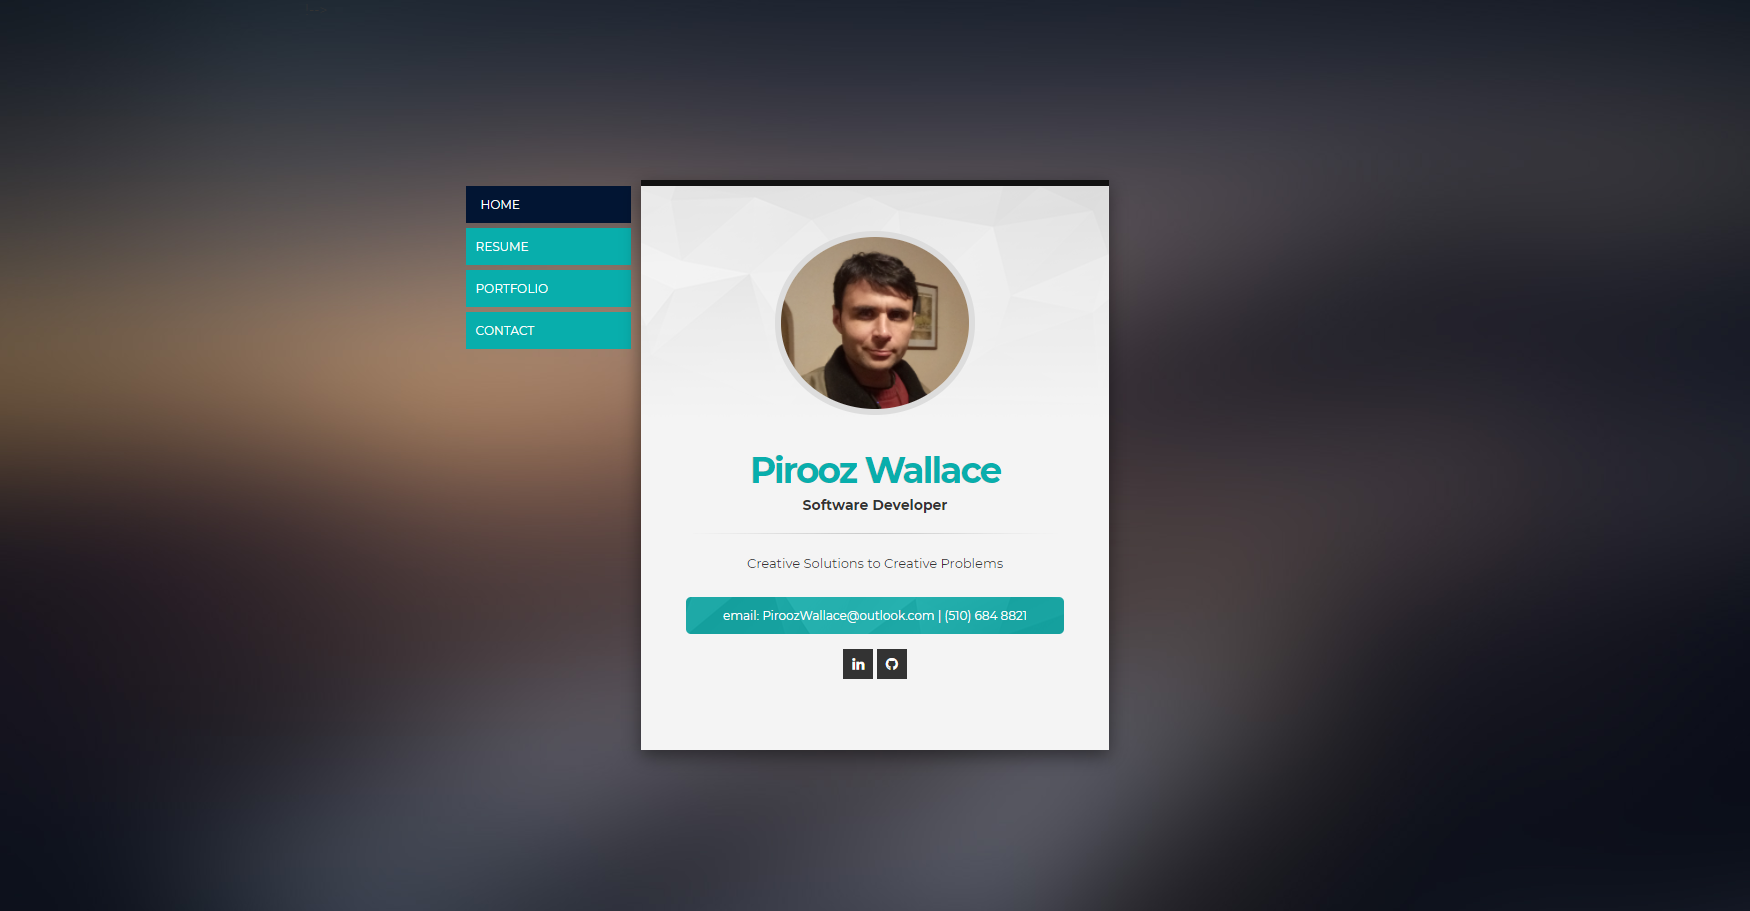 HOME
RESUME
PORTFOLIO
CONTACT
Pirooz Wallace
Software Developer
Creative Solutions to Creative Problems
email: PiroozWallace@outlook.com | (510) 684 8821
in